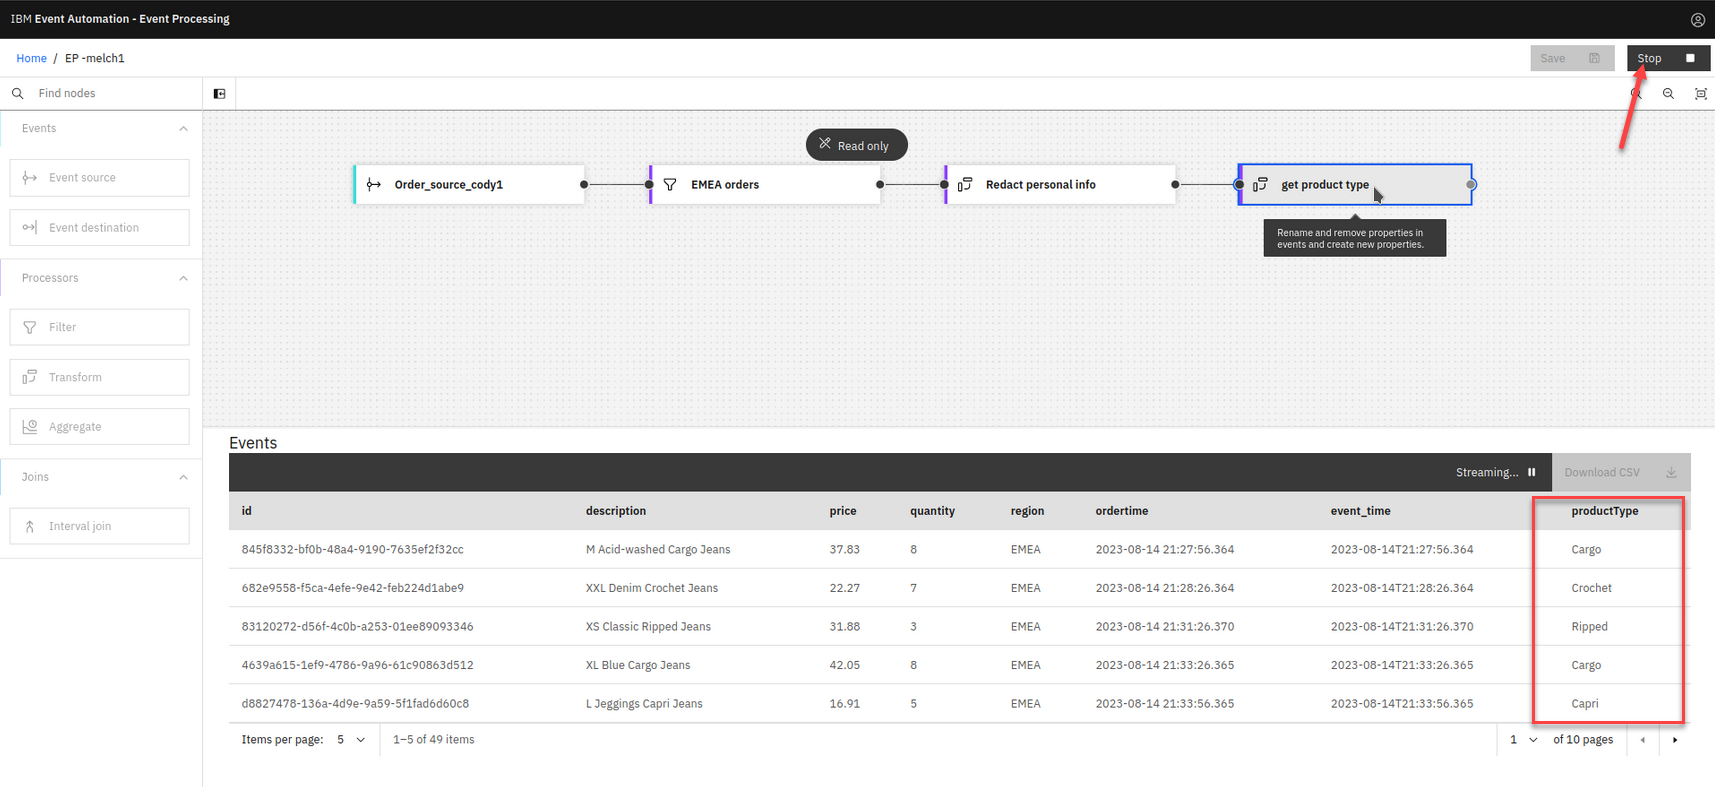 IBM Event Automation - Event Processing
Home / EP -melch1
Save
Stop
Find nodes
Events
Event source
Event destination
Processors
Filter
Transform
Aggregate
Joins
Interval join
Read only
Order_source_cody1
EMEA orders
Redact personal info
get product type
Rename and remove properties in
events and create new properties.
Events
Streaming...
Download CSV
id description price quantity region ordertime event_time productType
845f8332-bf0b-48a4-9190-7635ef2f32cc M Acid-washed Cargo Jeans 37.83 8 EMEA 2023-08-14 21:27:56.364 2023-08-14T21:27:56.364 Cargo
682e9558-f5ca-4efe-9e42-feb224d1abe9 XXL Denim Crochet Jeans 22.27 7 EMEA 2023-08-14 21:28:26.364 2023-08-14T21:28:26.364 Crochet
83120272-d56f-4c0b-a253-01ee89093346 XS Classic Ripped Jeans 31.88 3 EMEA 2023-08-14 21:31:26.370 2023-08-14T21:31:26.370 Ripped
4639a615-1ef9-4786-9a96-61c90863d512 XL Blue Cargo Jeans 42.05 8 EMEA 2023-08-14 21:33:26.365 2023-08-14T21:33:26.365 Cargo
d8827478-136a-4d9e-9a59-5f1fad6d60c8 L Jeggings Capri Jeans 16.91 5 EMEA 2023-08-14 21:33:56.365 2023-08-14T21:33:56.365 Capri
Items per page: 5 1–5 of 49 items 1 of 10 pages